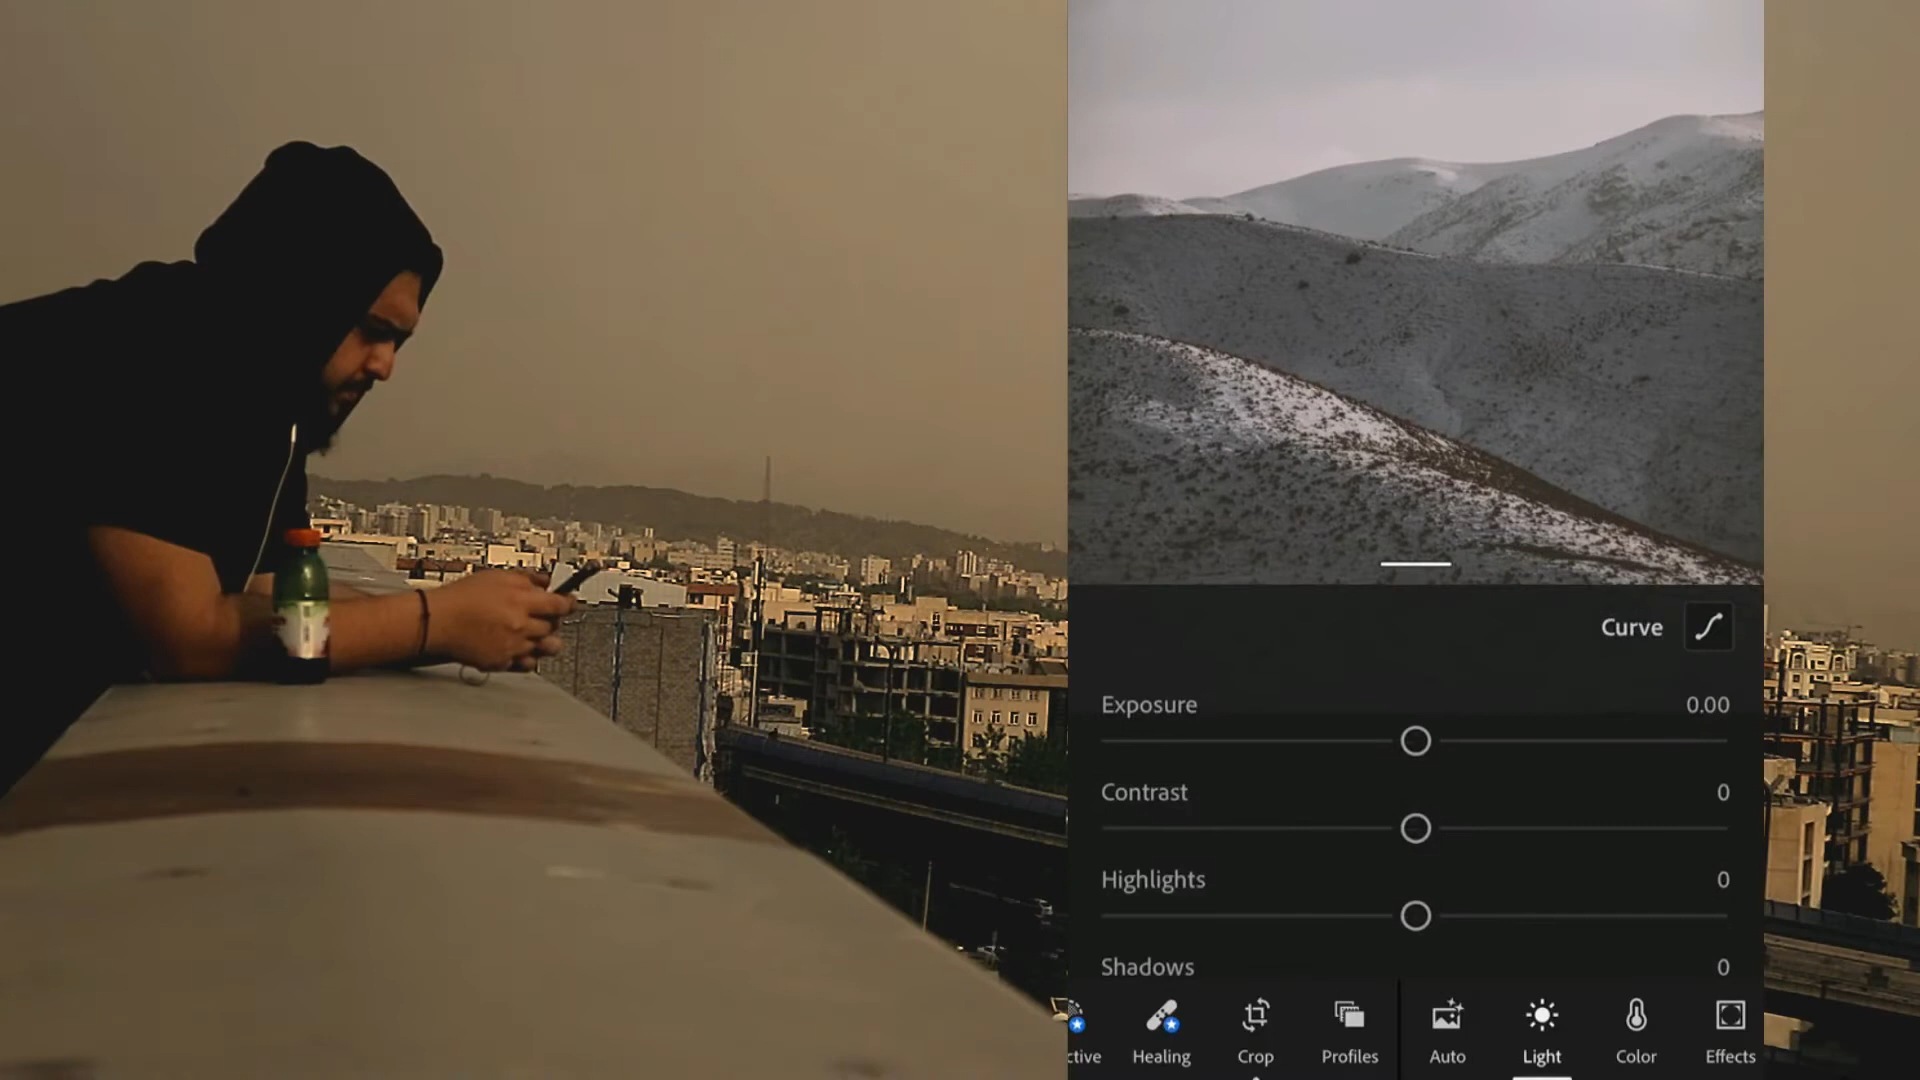 Curve
Exposure 0.00
Contrast 0
Highlights 0
Shadows 0
ctive Healing Crop Profiles Auto Light Color Effects